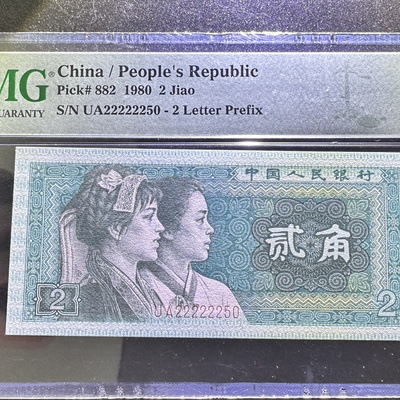 MG® China / People's Republic
GUARANTY Pick# 882 1980 2 Jiao
S/N UA22222250 - 2 Letter Prefix
中国人民银行
贰角
2 2
UA22222250